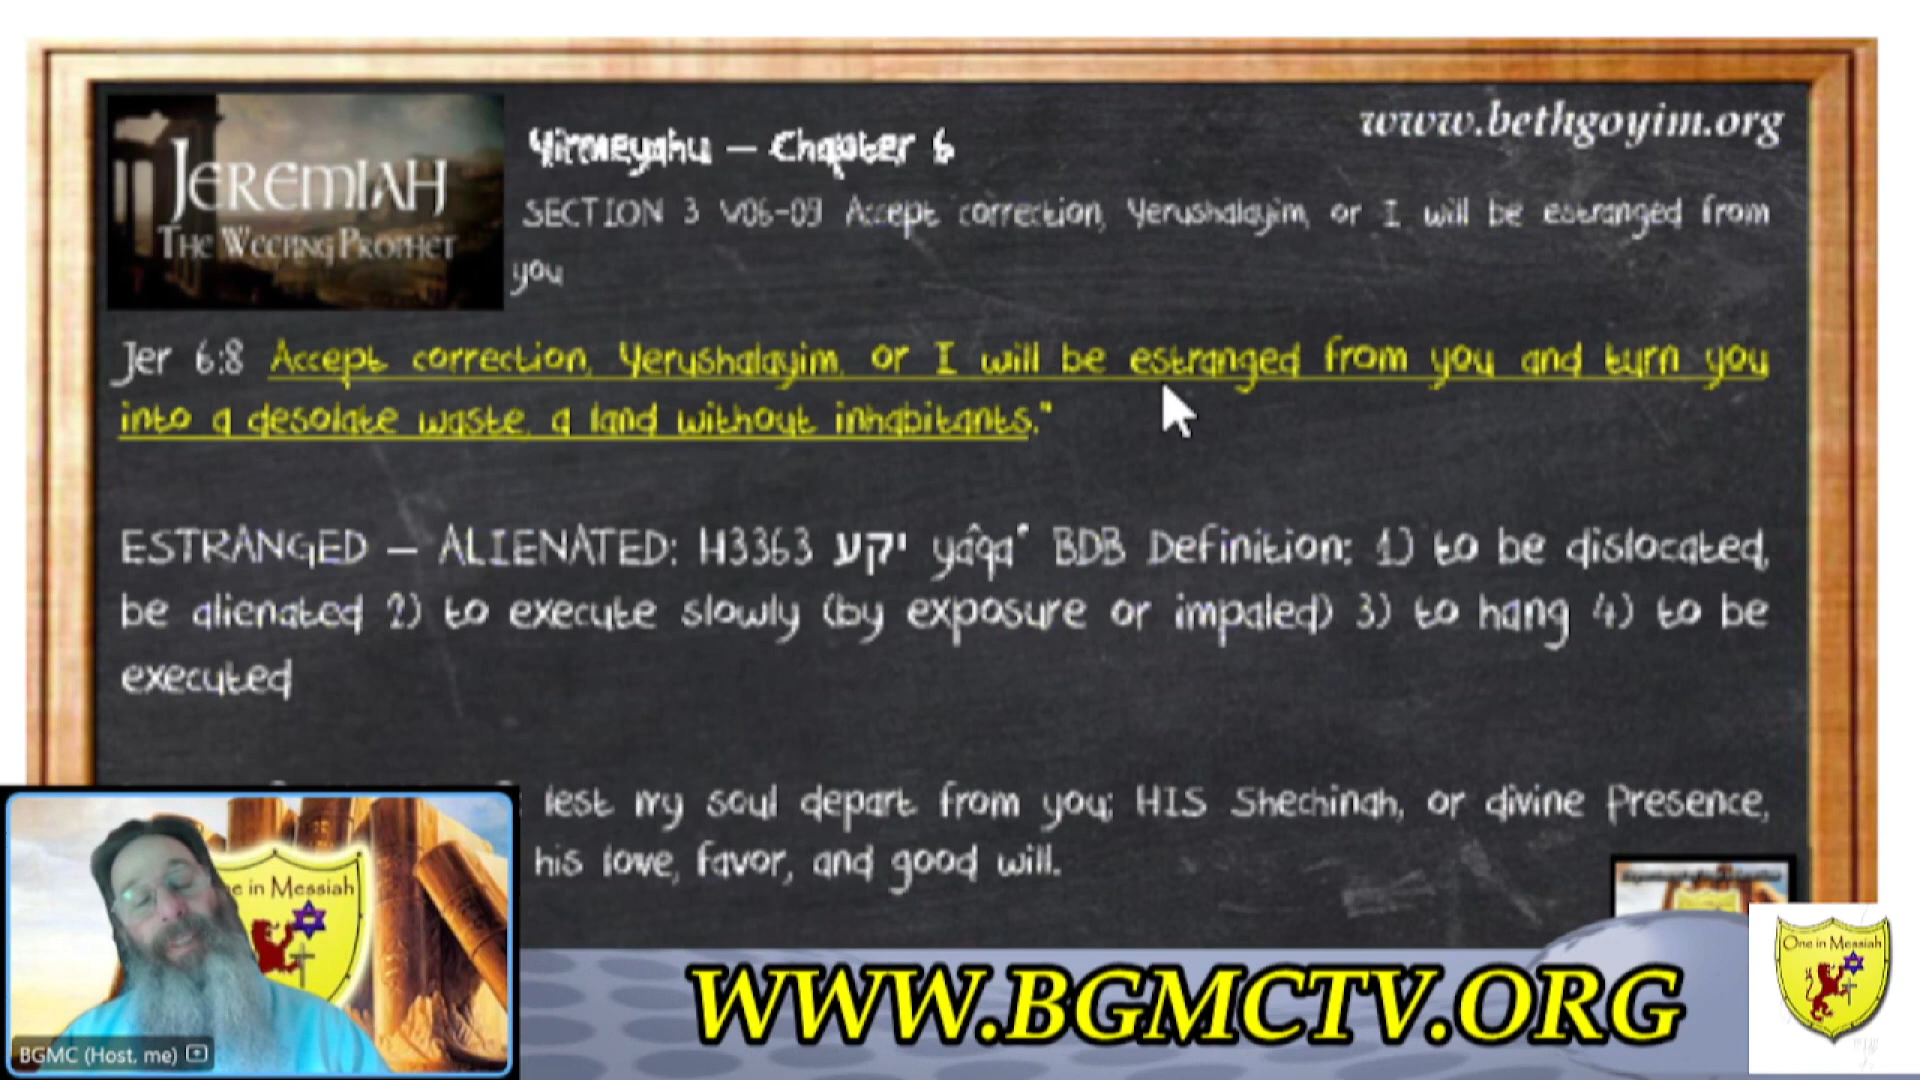 JEREMIAH
THE WEEPING PROPHET
Yirmeyahu – Chapter 6
www.bethgoyim.org
SECTION 3 V06-09 Accept correction, Yerushalayim, or I will be estranged from
you
Jer 6:8 Accept correction, Yerushalayim, or I will be estranged from you and turn you
into a desolate waste, a land without inhabitants."
ESTRANGED – ALIENATED: H3363 יקע yâqa‛ BDB Definition: 1) to be dislocated,
be alienated 2) to execute slowly (by exposure or impaled) 3) to hang 4) to be
executed
lest my soul depart from you; HIS Shechinah, or divine Presence,
his love, favor, and good will.
ne in Messiah
BGMC (Host, me)
WWW.BGMCTV.ORG
One in Messiah